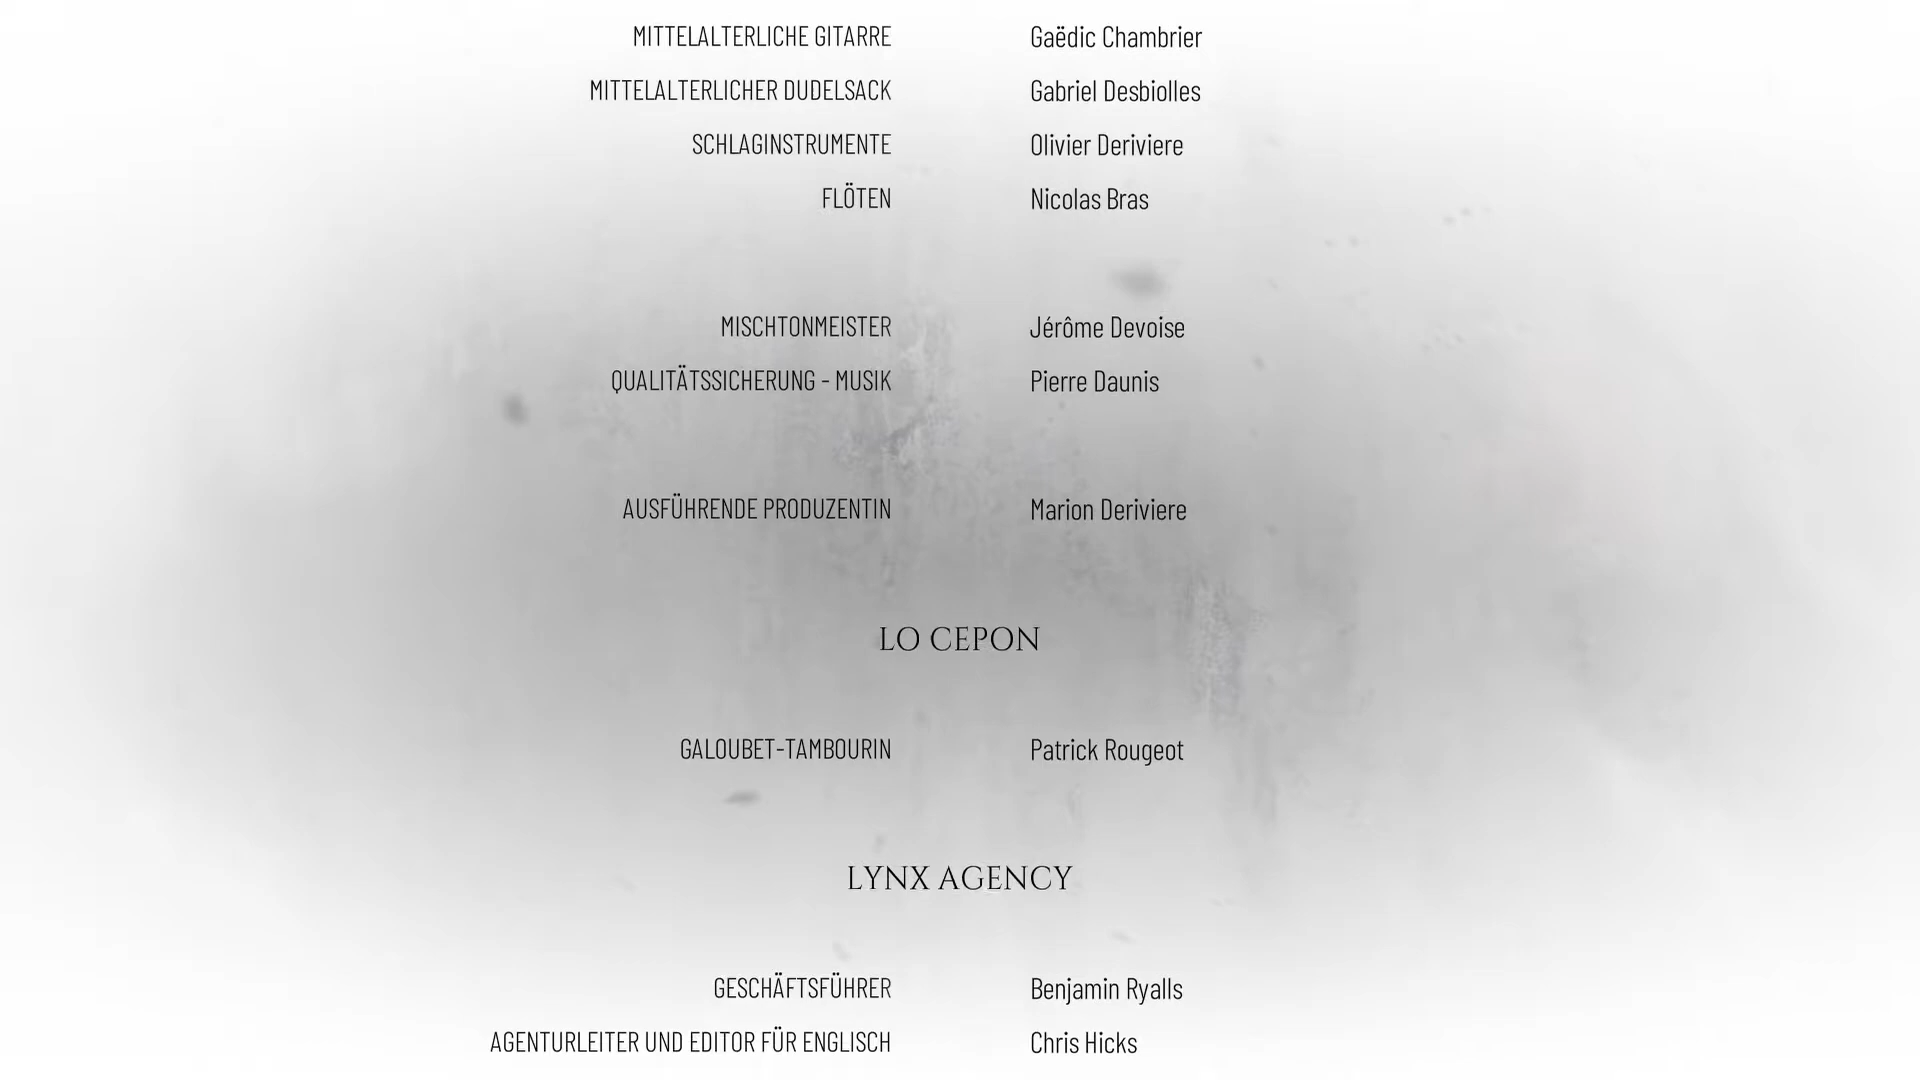 MITTELALTERLICHE GITARRE Gaëdic Chambrier
MITTELALTERLICHER DUDELSACK Gabriel Desbiolles
SCHLAGINSTRUMENTE Olivier Deriviere
FLÖTEN Nicolas Bras
MISCHTONMEISTER Jérôme Devoise
QUALITÄTSSICHERUNG - MUSIK Pierre Daunis
AUSFÜHRENDE PRODUZENTIN Marion Deriviere
LO CEPON
GALOUBET-TAMBOURIN Patrick Rougeot
LYNX AGENCY
GESCHÄFTSFÜHRER Benjamin Ryalls
AGENTURLEITER UND EDITOR FÜR ENGLISCH Chris Hicks